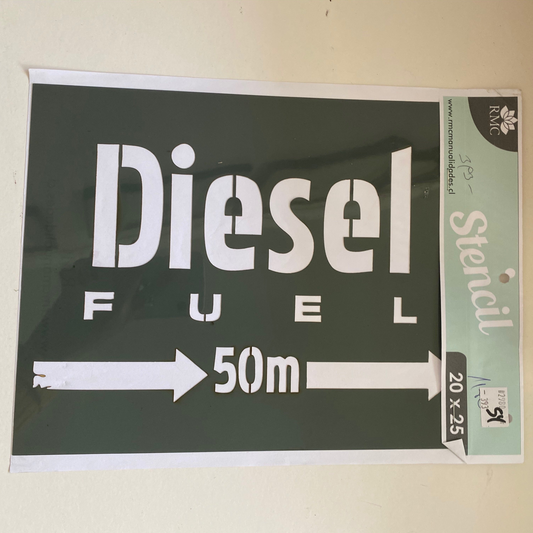 Diesel
FUEL
50m
RMC
www.rmcmanualidades.cl
Stencil
20 x 25